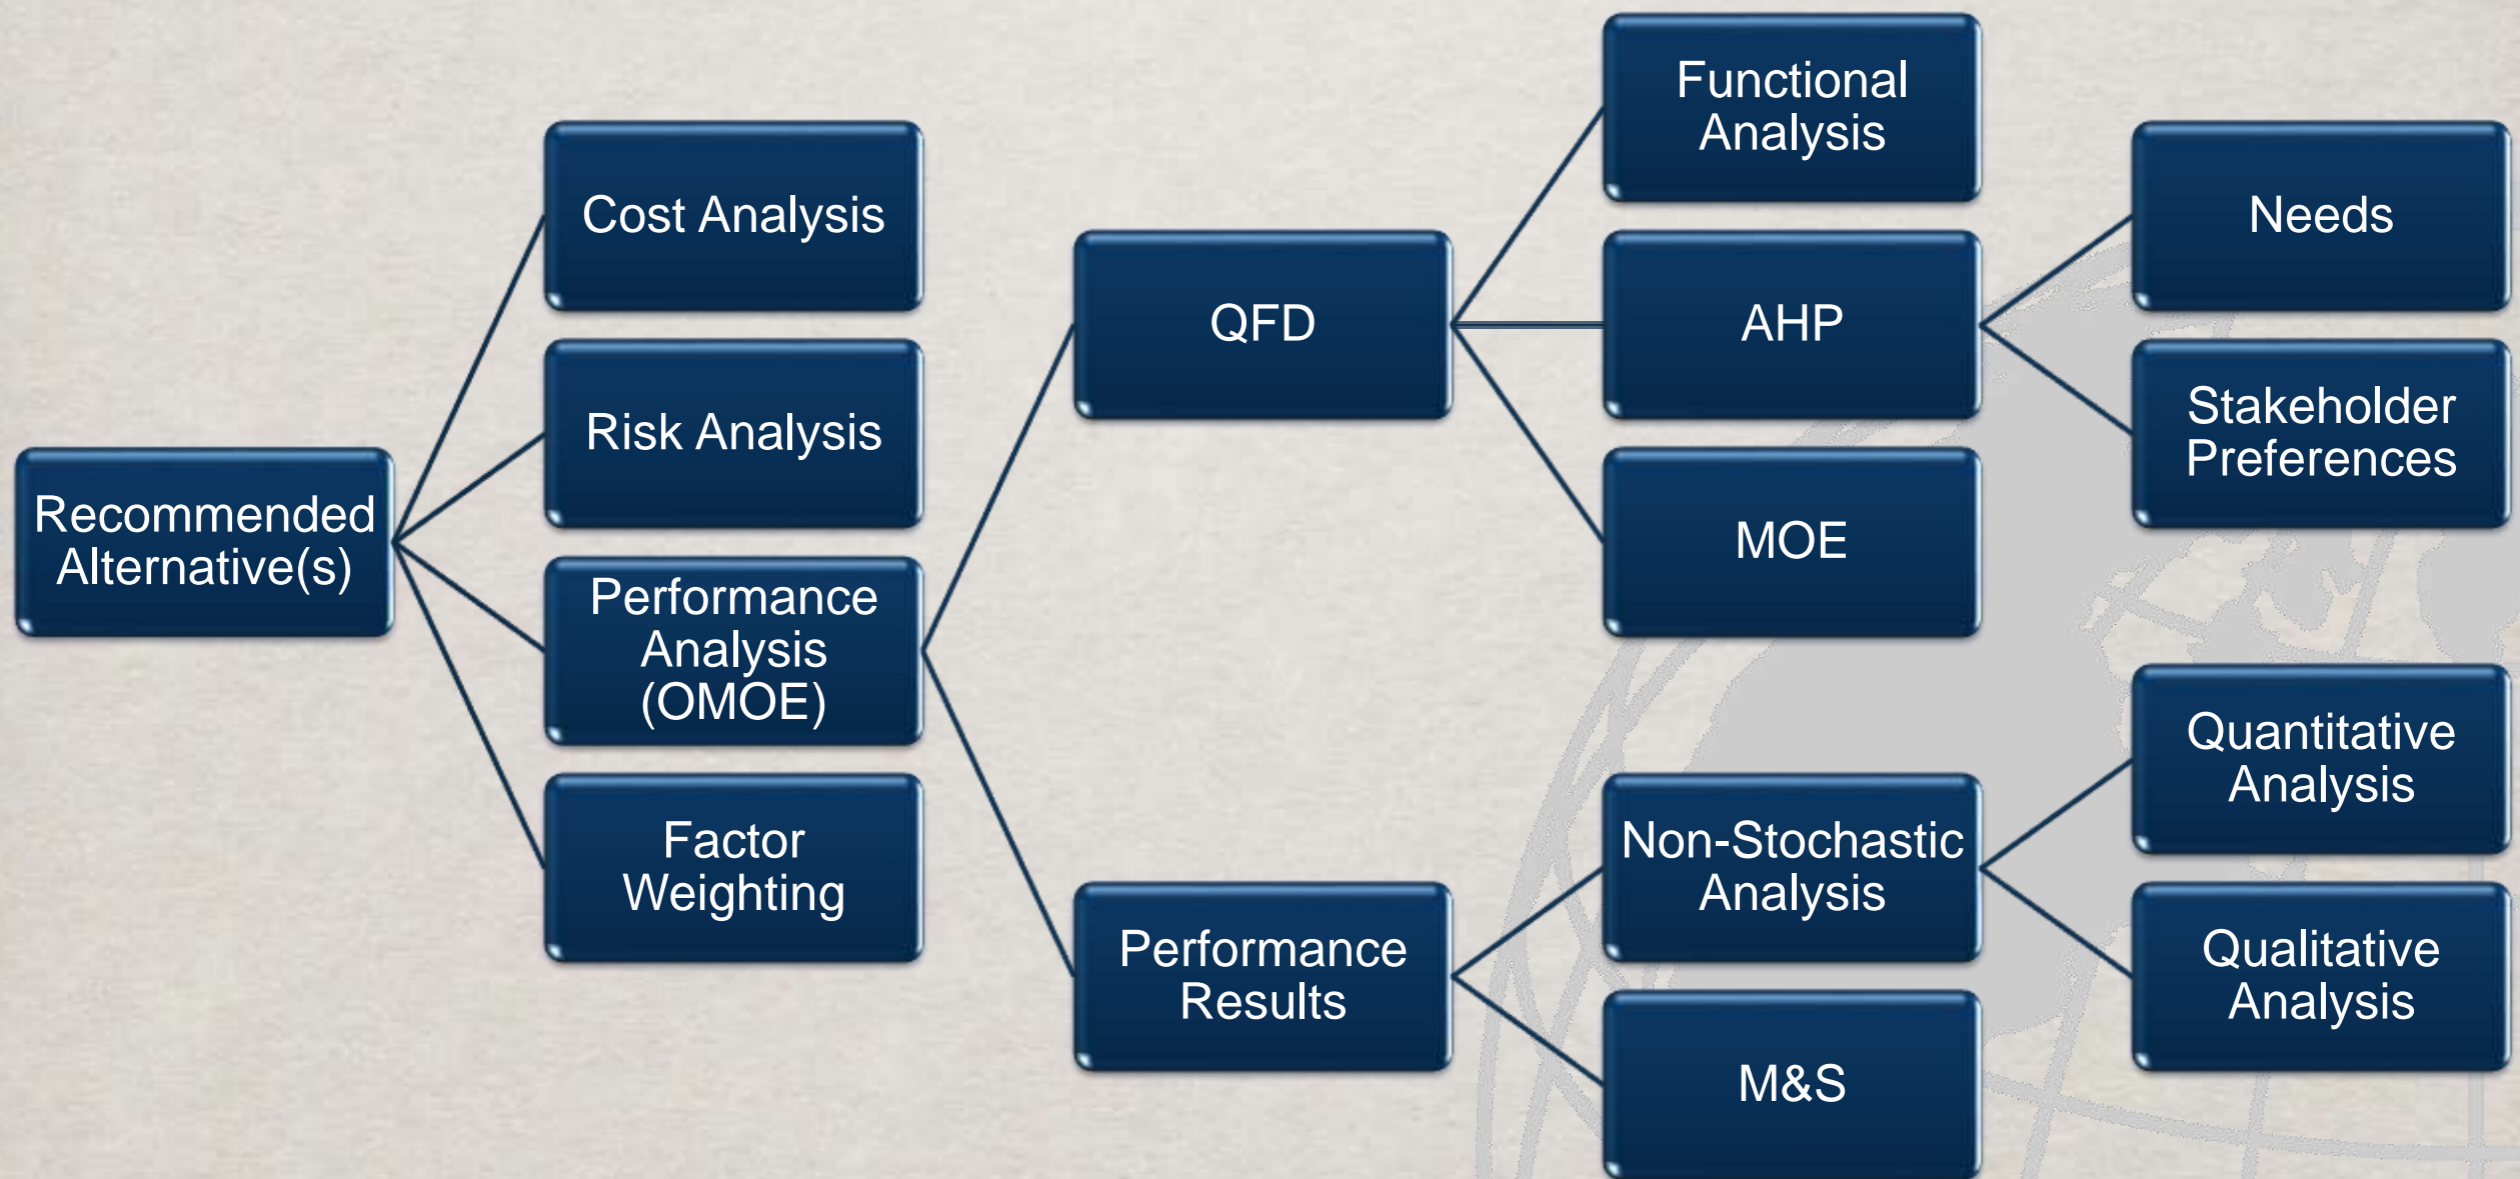 Recommended
Alternative(s)
Cost Analysis
Risk Analysis
Performance
Analysis
(OMOE)
Factor
Weighting
QFD
Performance
Results
Functional
Analysis
AHP
MOE
Non-Stochastic
Analysis
M&S
Needs
Stakeholder
Preferences
Quantitative
Analysis
Qualitative
Analysis